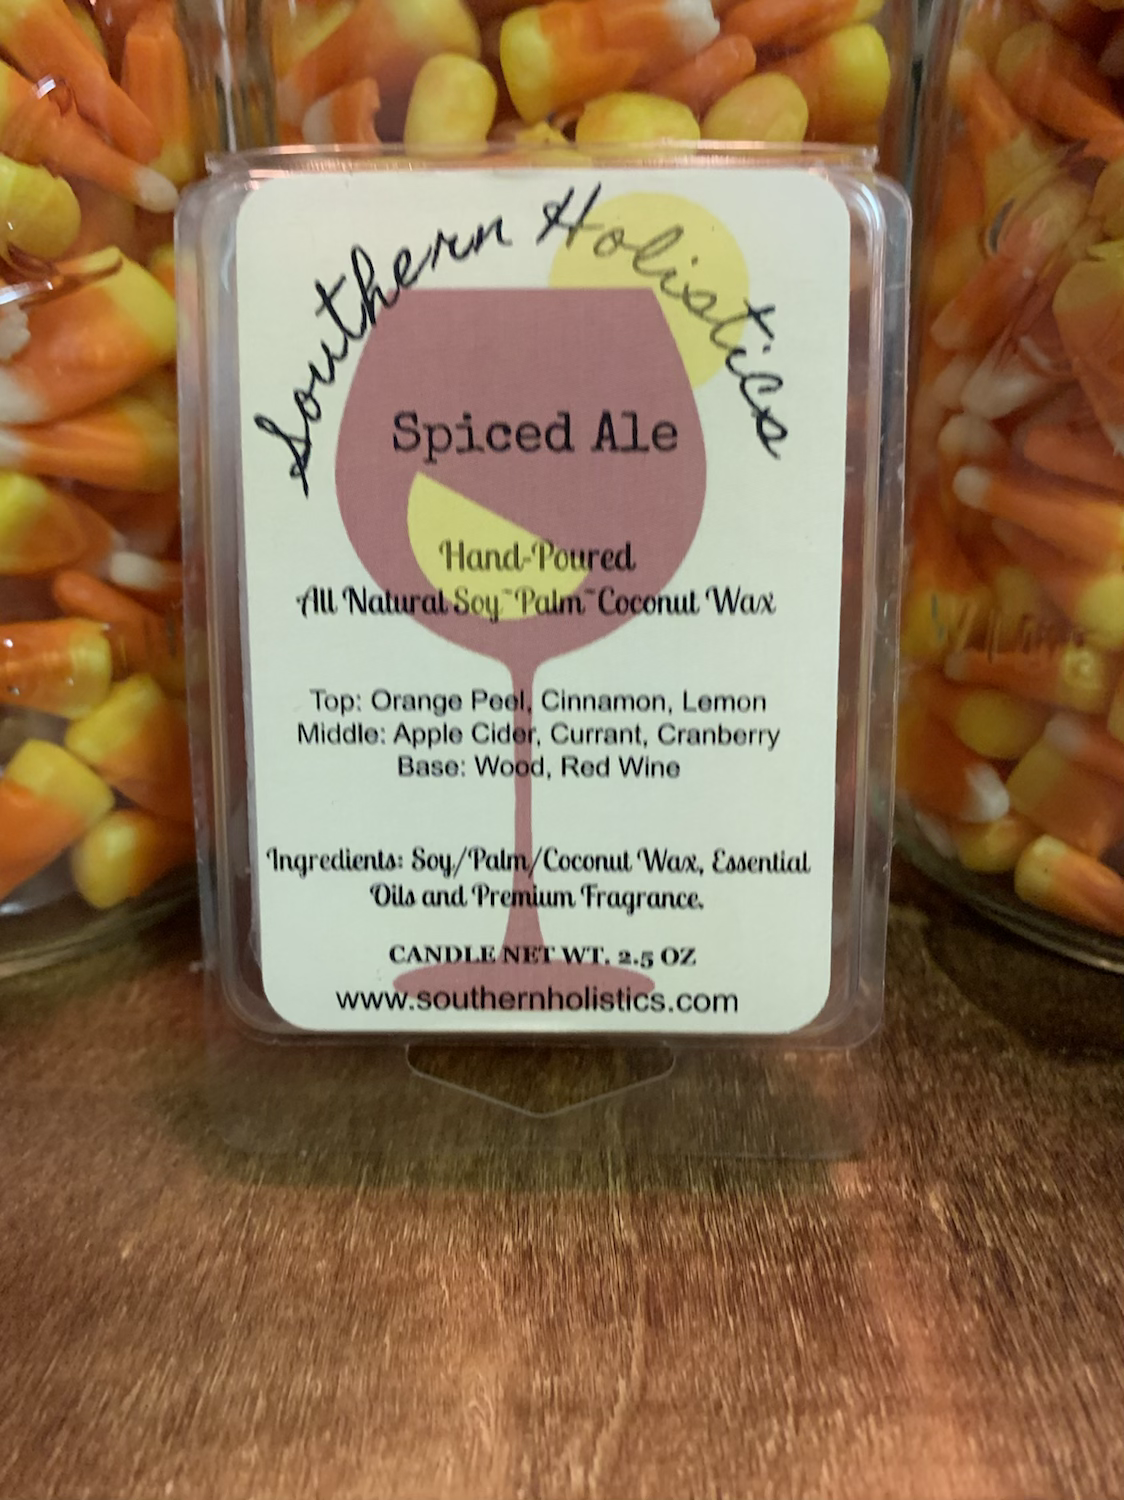 Southern Holistics
Spiced Ale
Hand-Poured
All Natural Soy~Palm~Coconut Wax
Top: Orange Peel, Cinnamon, Lemon
Middle: Apple Cider, Currant, Cranberry
Base: Wood, Red Wine
Ingredients: Soy/Palm/Coconut Wax, Essential
Oils and Premium Fragrance.
CANDLE NET WT. 2.5 OZ
www.southernholistics.com